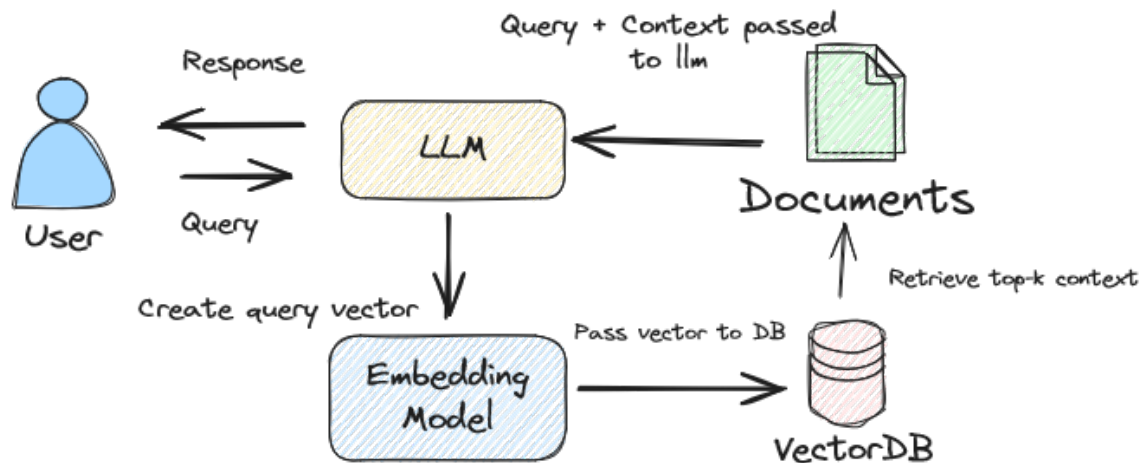 Query + Context passed
to llm
Response
LLM
Query
User
Documents
Retrieve top-k context
Create query vector
Pass vector to DB
Embedding
Model
VectorDB